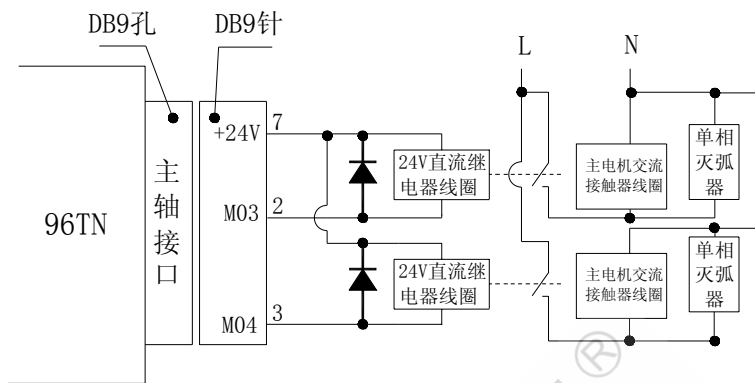 DB9孔
DB9针
L
N
96TN
主轴接口
+24V
7
M03
2
M04
3
24V直流继
电器线圈
主电机交流
接触器线圈
单相
灭弧
器
24V直流继
电器线圈
主电机交流
接触器线圈
单相
灭弧
器
®